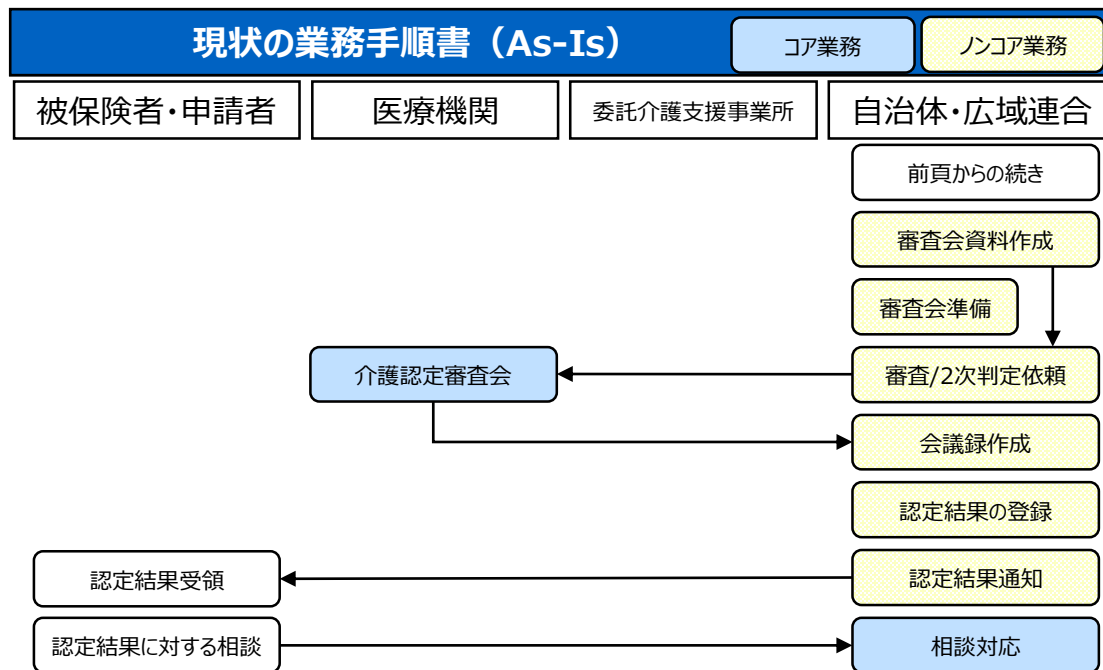 現状の業務手順書（As-Is）
コア業務
ノンコア業務
被保険者・申請者
医療機関
委託介護支援事業所
自治体・広域連合
前頁からの続き
審査会資料作成
審査会準備
介護認定審査会
審査/2次判定依頼
会議録作成
認定結果の登録
認定結果受領
認定結果通知
認定結果に対する相談
相談対応